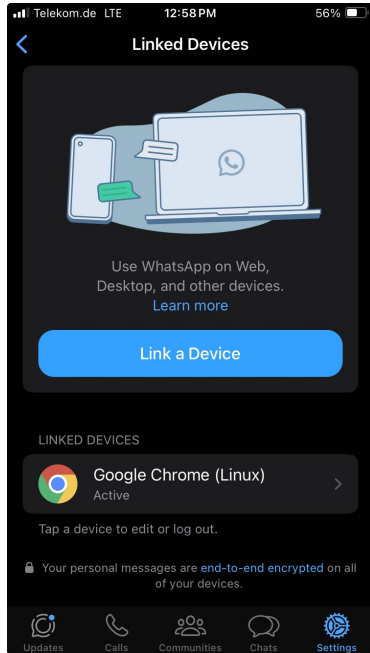 Telekom.de LTE 12:58 PM 56%
Linked Devices
Use WhatsApp on Web,
Desktop, and other devices.
Learn more
Link a Device
LINKED DEVICES
Google Chrome (Linux)
Active
Tap a device to edit or log out.
Your personal messages are end-to-end encrypted on all
of your devices.
Updates Calls Communities Chats Settings